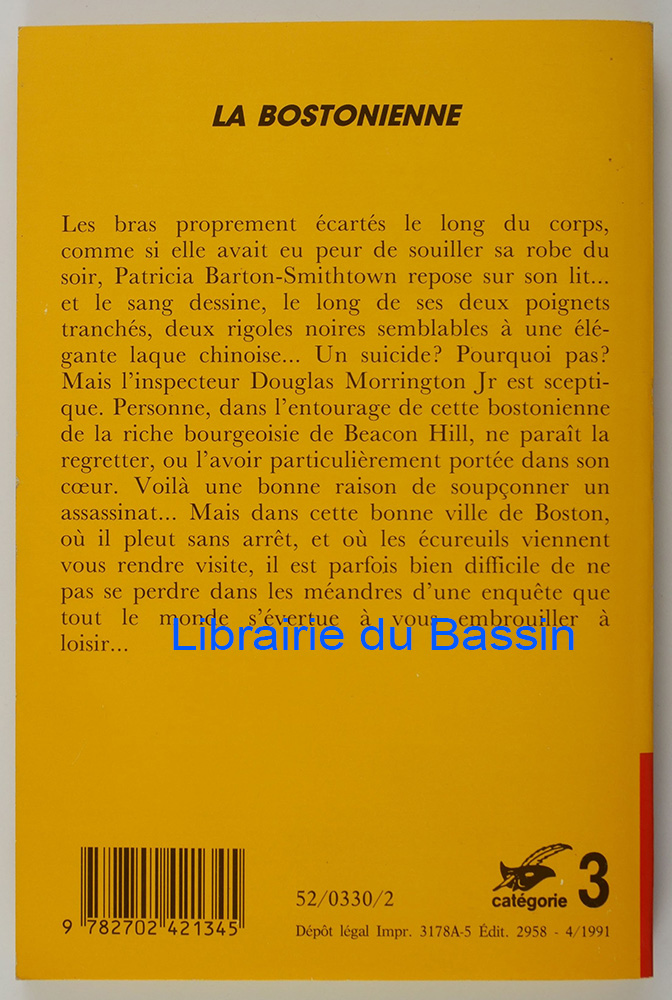 LA BOSTONIENNE
Les bras proprement écartés le long du corps,
comme si elle avait eu peur de souiller sa robe du
soir, Patricia Barton-Smithtown repose sur son lit...
et le sang dessine, le long de ses deux poignets
tranchés, deux rigoles noires semblables à une élé-
gante laque chinoise... Un suicide? Pourquoi pas?
Mais l'inspecteur Douglas Morrington Jr est scepti-
que. Personne, dans l'entourage de cette bostonienne
de la riche bourgeoisie de Beacon Hill, ne paraît la
regretter, ou l'avoir particulièrement portée dans son
cœur. Voilà une bonne raison de soupçonner un
assassinat... Mais dans cette bonne ville de Boston,
où il pleut sans arrêt, et où les écureuils viennent
vous rendre visite, il est parfois bien difficile de ne
pas se perdre dans les méandres d'une enquête que
tout le monde s'évertue à vous embrouiller à
loisir...
Librairie du Bassin
9 782702 421345
52/0330/2
catégorie 3
Dépôt légal Impr. 3178A-5 Édit. 2958 - 4/1991